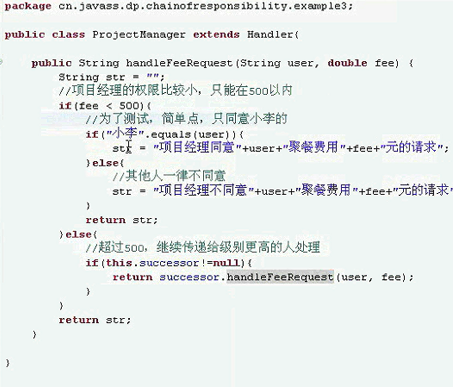 package cn.javass.dp.chainofresponsibility.example3;
public class ProjectManager extends Handler{
public String handleFeeRequest(String user, double fee) {
String str = "";
//项目经理的权限比较小，只能在500以内
if(fee < 500){
//为了测试，简单点，只同意小李的
if("小李".equals(user)){
str = "项目经理同意"+user+"聚餐费用"+fee+"元的请求";
}else{
//其他人一律不同意
str = "项目经理不同意"+user+"聚餐费用"+fee+"元的请求"
}
return str;
}else{
//超过500，继续传递给级别更高的人处理
if(this.successor!=null){
return successor.handleFeeRequest(user, fee);
}
}
return str;
}
}